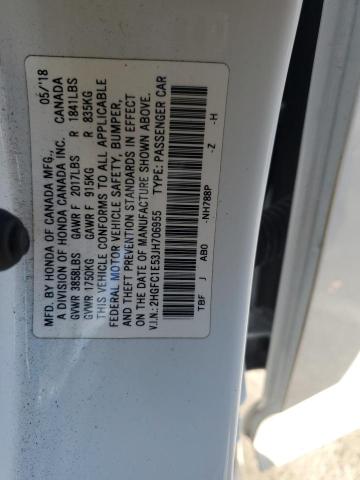 MFD. BY HONDA OF CANADA MFG., 05/18
A DIVISION OF HONDA CANADA INC. CANADA
GVWR 3858LBS GAWR F 2017LBS R 1841LBS
GVWR 1750KG GAWR F 915KG R 835KG
THIS VEHICLE CONFORMS TO ALL APPLICABLE
FEDERAL MOTOR VEHICLE SAFETY, BUMPER,
AND THEFT PREVENTION STANDARDS IN EFFECT
ON THE DATE OF MANUFACTURE SHOWN ABOVE.
V.I.N.: 2HGFC1E53JH706955 TYPE: PASSENGER CAR
TBF J AB0 -NH788P -Z -H